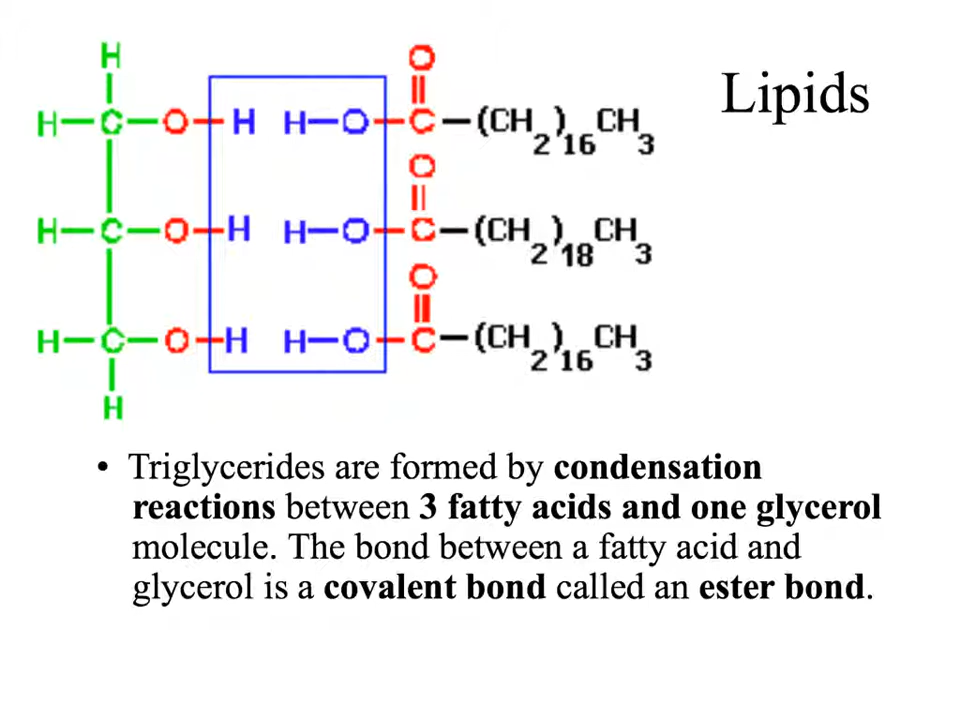 Lipids
H
O
H—C—O—H H—O—C—(CH2)16CH3
O
H—C—O—H H—O—C—(CH2)18CH3
O
H—C—O—H H—O—C—(CH2)16CH3
H
• Triglycerides are formed by condensation
reactions between 3 fatty acids and one glycerol
molecule. The bond between a fatty acid and
glycerol is a covalent bond called an ester bond.